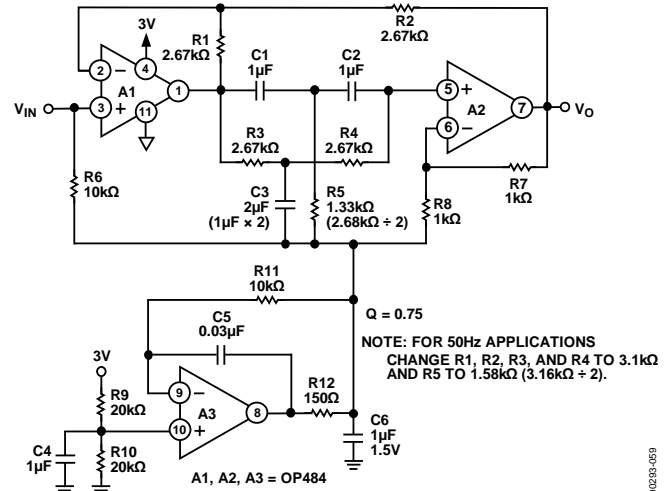 R2
2.67kΩ
3V
R1
2.67kΩ
C1
1µF
C2
1µF
2
4
A1
1
3
11
VIN
5
A2
7
6
VO
R3
2.67kΩ
R4
2.67kΩ
R6
10kΩ
C3
2µF
(1µF × 2)
R5
1.33kΩ
(2.68kΩ ÷ 2)
R8
1kΩ
R7
1kΩ
R11
10kΩ
Q = 0.75
C5
0.03µF
NOTE: FOR 50Hz APPLICATIONS
CHANGE R1, R2, R3, AND R4 TO 3.1kΩ
AND R5 TO 1.58kΩ (3.16kΩ ÷ 2).
3V
R9
20kΩ
9
A3
8
10
R12
150Ω
C4
1µF
R10
20kΩ
C6
1µF
1.5V
A1, A2, A3 = OP484
00293-059